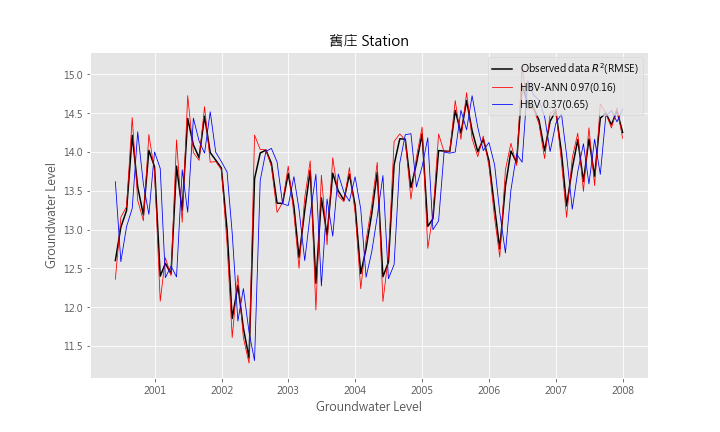 舊庄 Station
Observed data R²(RMSE)
HBV-ANN 0.97(0.16)
HBV 0.37(0.65)
Groundwater Level
15.0
14.5
14.0
13.5
13.0
12.5
12.0
11.5
2001 2002 2003 2004 2005 2006 2007 2008
Groundwater Level